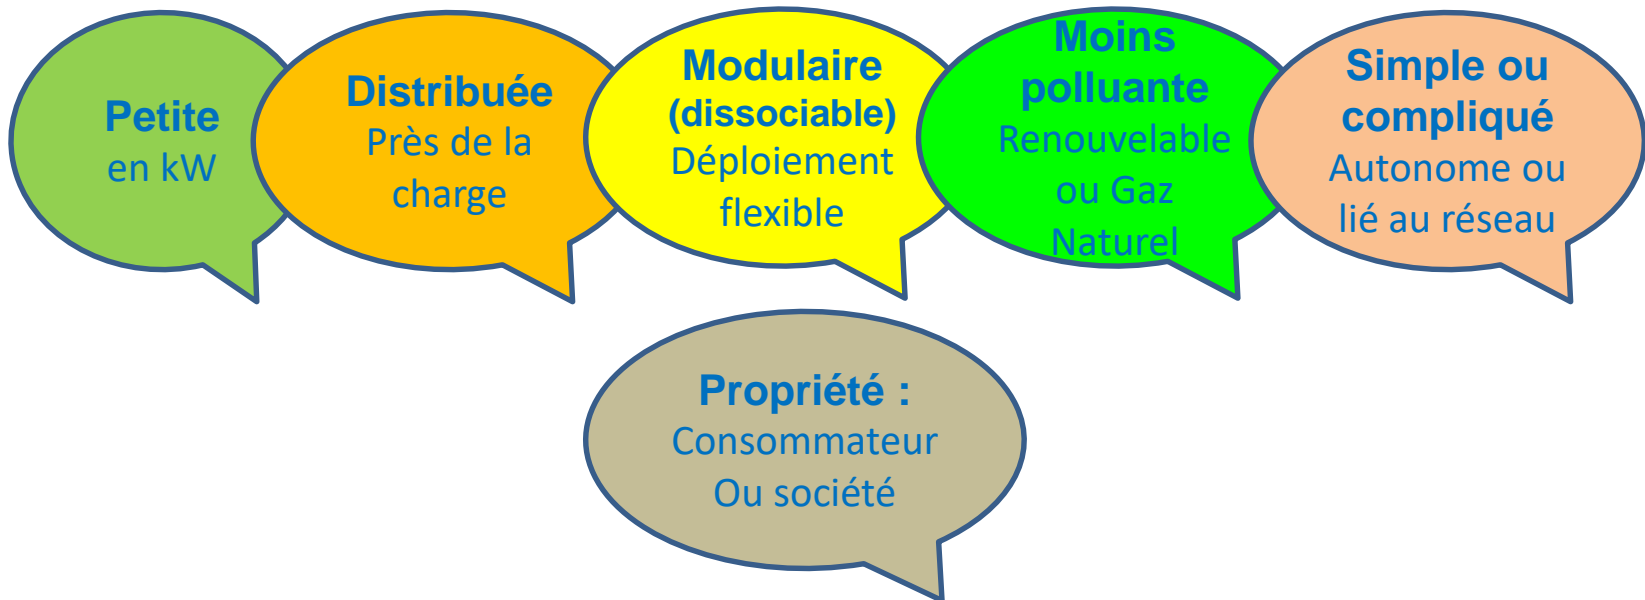 Petite
en kW
Distribuée
Près de la
charge
Modulaire
(dissociable)
Déploiement
flexible
Moins
polluante
Renouvelable
ou Gaz
Naturel
Simple ou
compliqué
Autonome ou
lié au réseau
Propriété :
Consommateur
Ou société